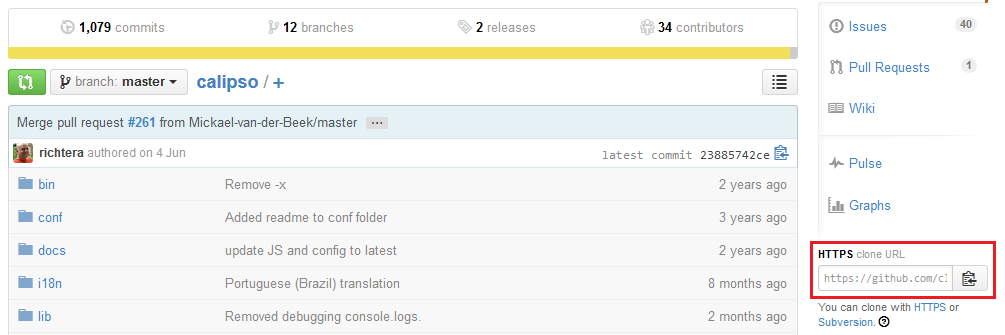 1,079 commits 12 branches 2 releases 34 contributors
branch: master calipso / +
Merge pull request #261 from Mickael-van-der-Beek/master ...
richtera authored on 4 Jun latest commit 23885742ce
bin Remove -x 2 years ago
conf Added readme to conf folder 3 years ago
docs update JS and config to latest 2 years ago
i18n Portuguese (Brazil) translation 8 months ago
lib Removed debugging console.logs. 2 months ago
Issues 40
Pull Requests 1
Wiki
Pulse
Graphs
HTTPS clone URL
https://github.com/c
You can clone with HTTPS or
Subversion. ?